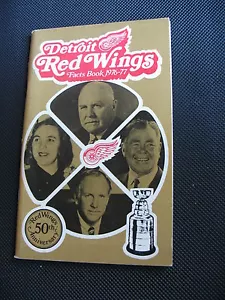 Detroit
Red Wings
Facts Book, 1976-77
Red Wings
50th
Anniversary